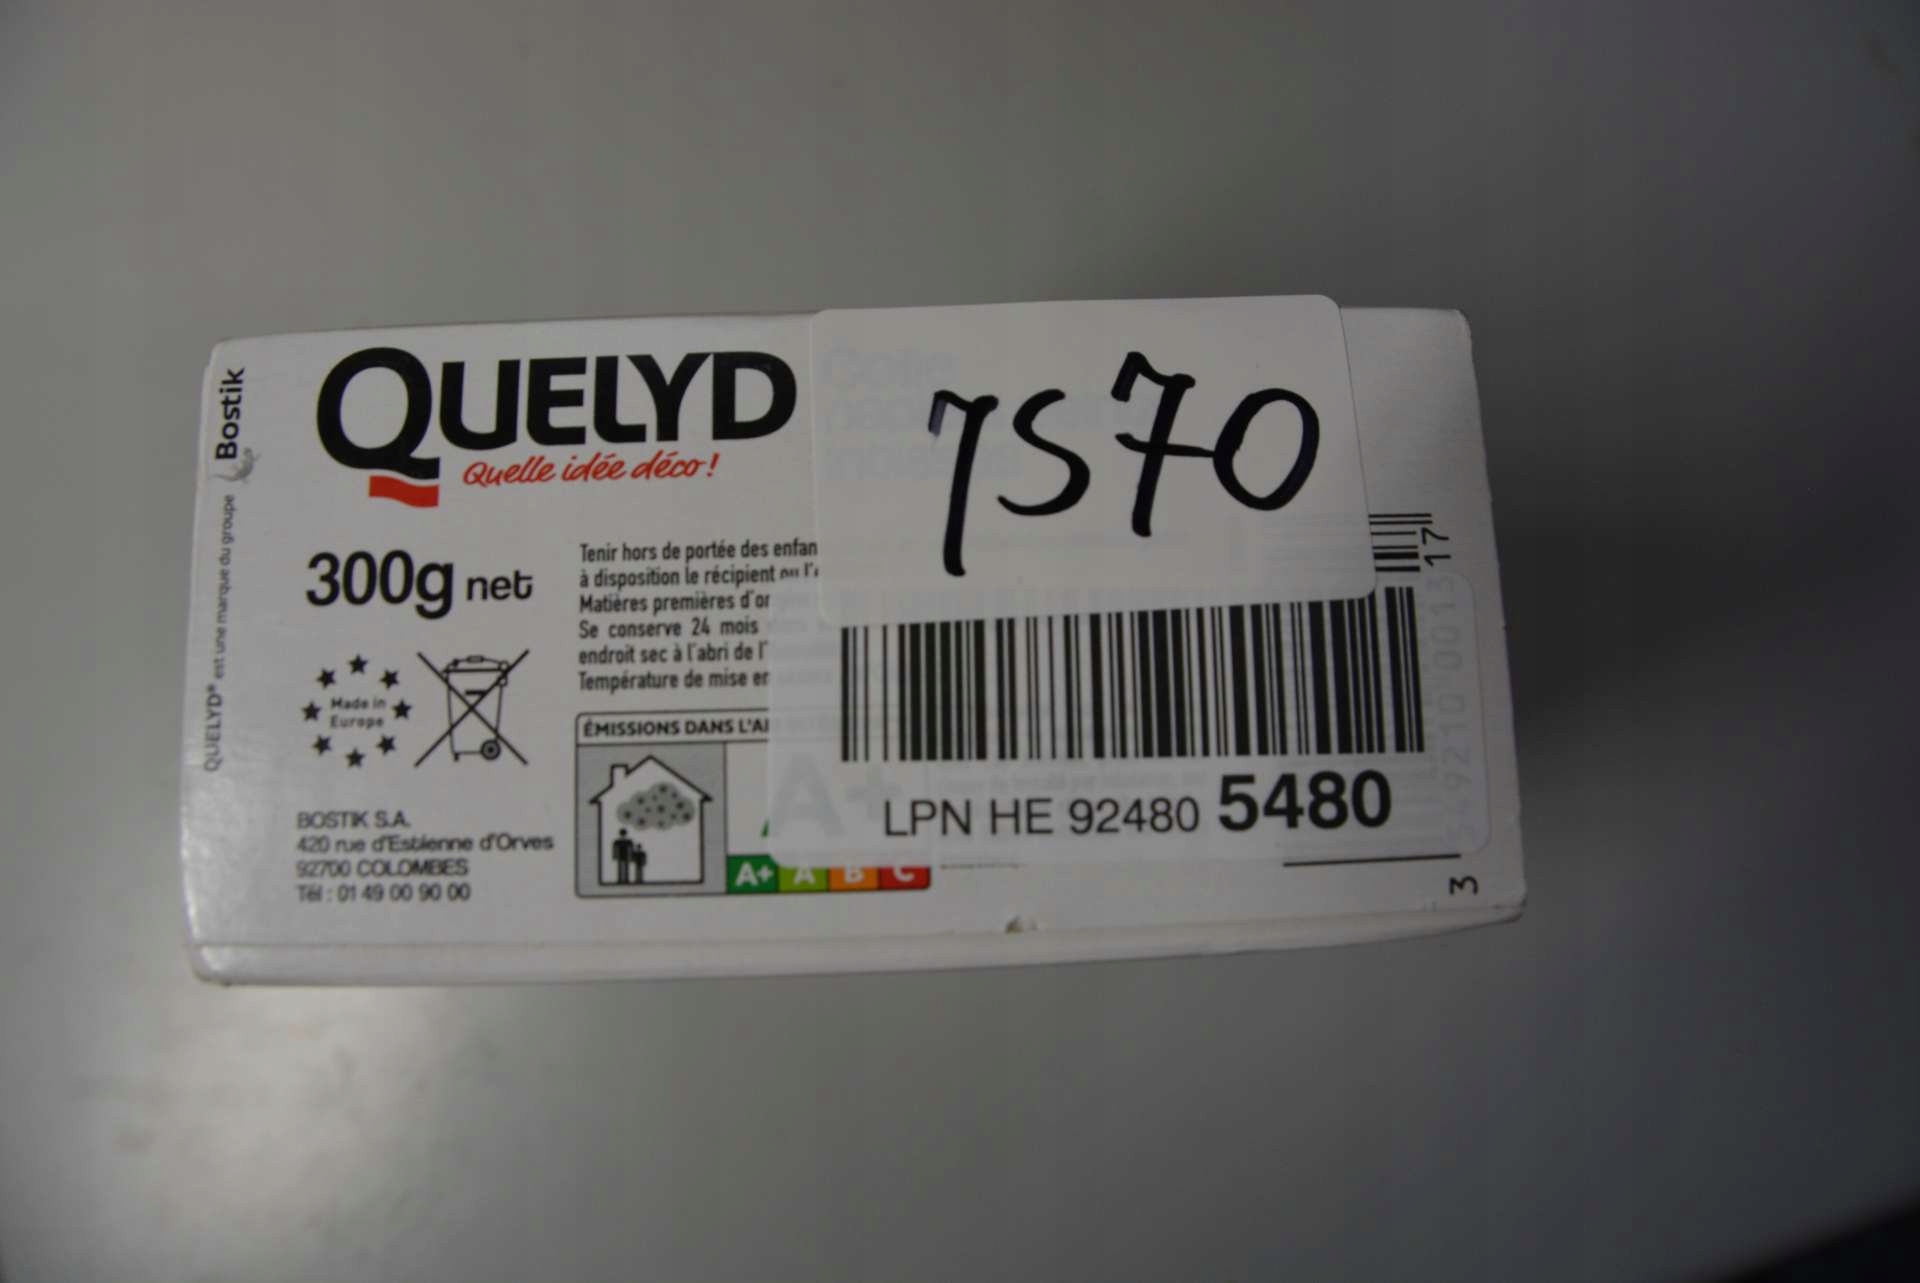 QUELYD
Quelle idée déco !
QUELYD® est une marque du groupe Bostik
300g net
Made in
Europe
BOSTIK S.A.
420 rue d'Estienne d'Orves
92700 COLOMBES
Tél : 01 49 00 90 00
Tenir hors de portée des enfan
à disposition le récipient ou l'
Matières premières d'or
Se conserve 24 mois
endroit sec à l'abri de l'
Température de mise en
ÉMISSIONS DANS L'AI
A+
A+ A B C
7570
LPN HE 92480 5480
17
3